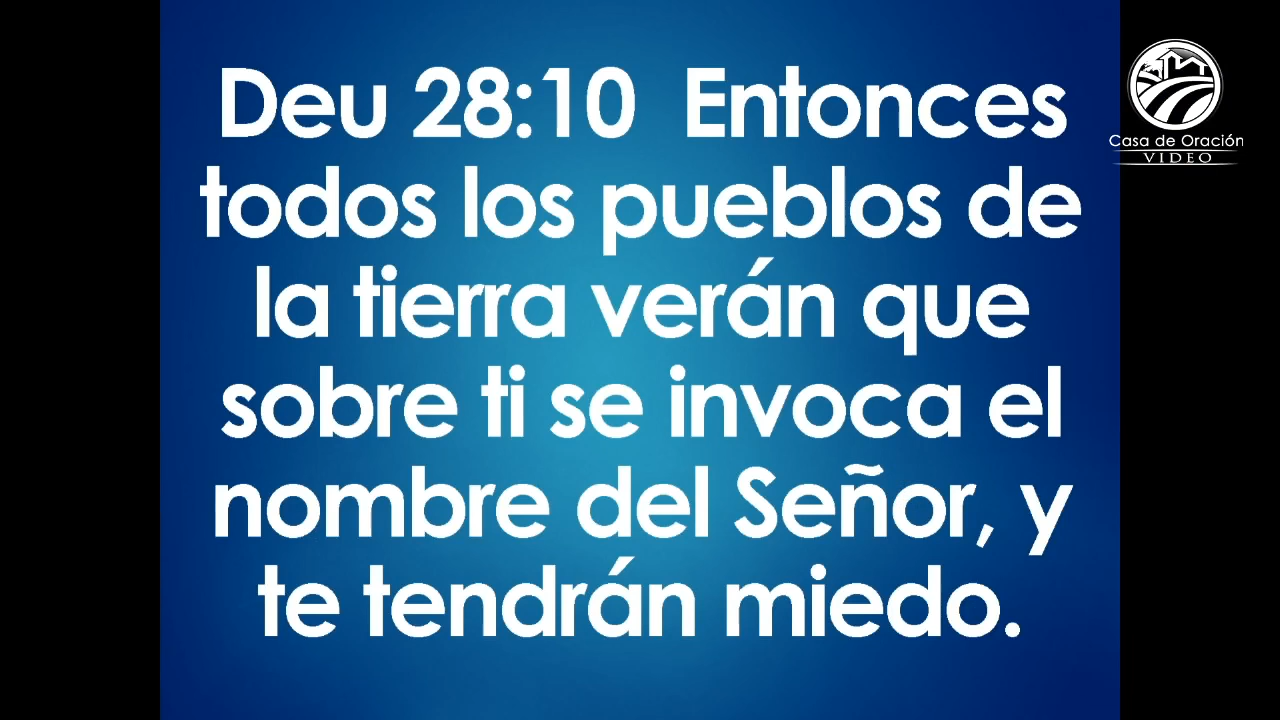 Deu 28:10  Entonces
todos los pueblos de
la tierra verán que
sobre ti se invoca el
nombre del Señor, y
te tendrán miedo.
Casa de Oración
VIDEO